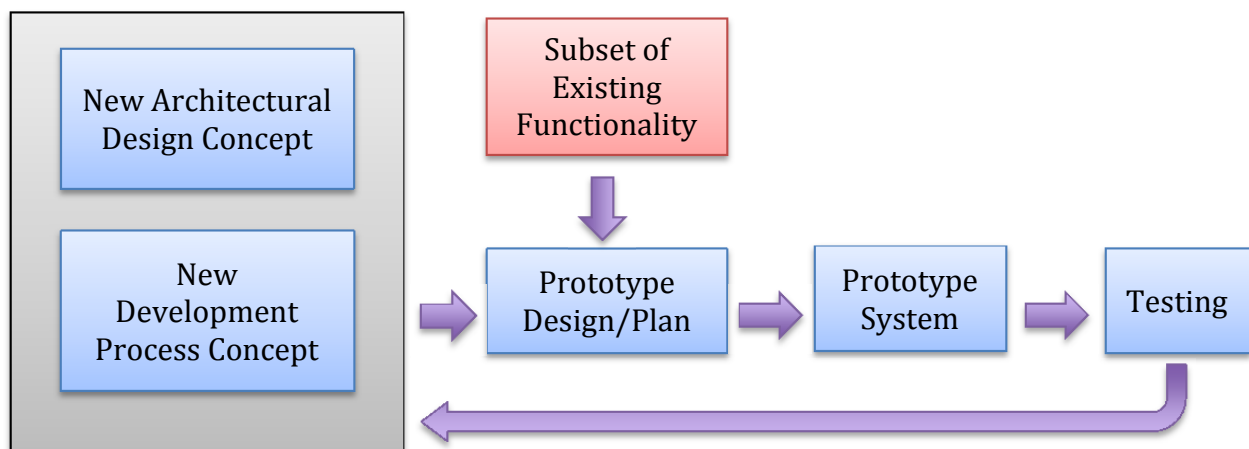 New Architectural
Design Concept
Subset of
Existing
Functionality
New
Development
Process Concept
Prototype
Design/Plan
Prototype
System
Testing